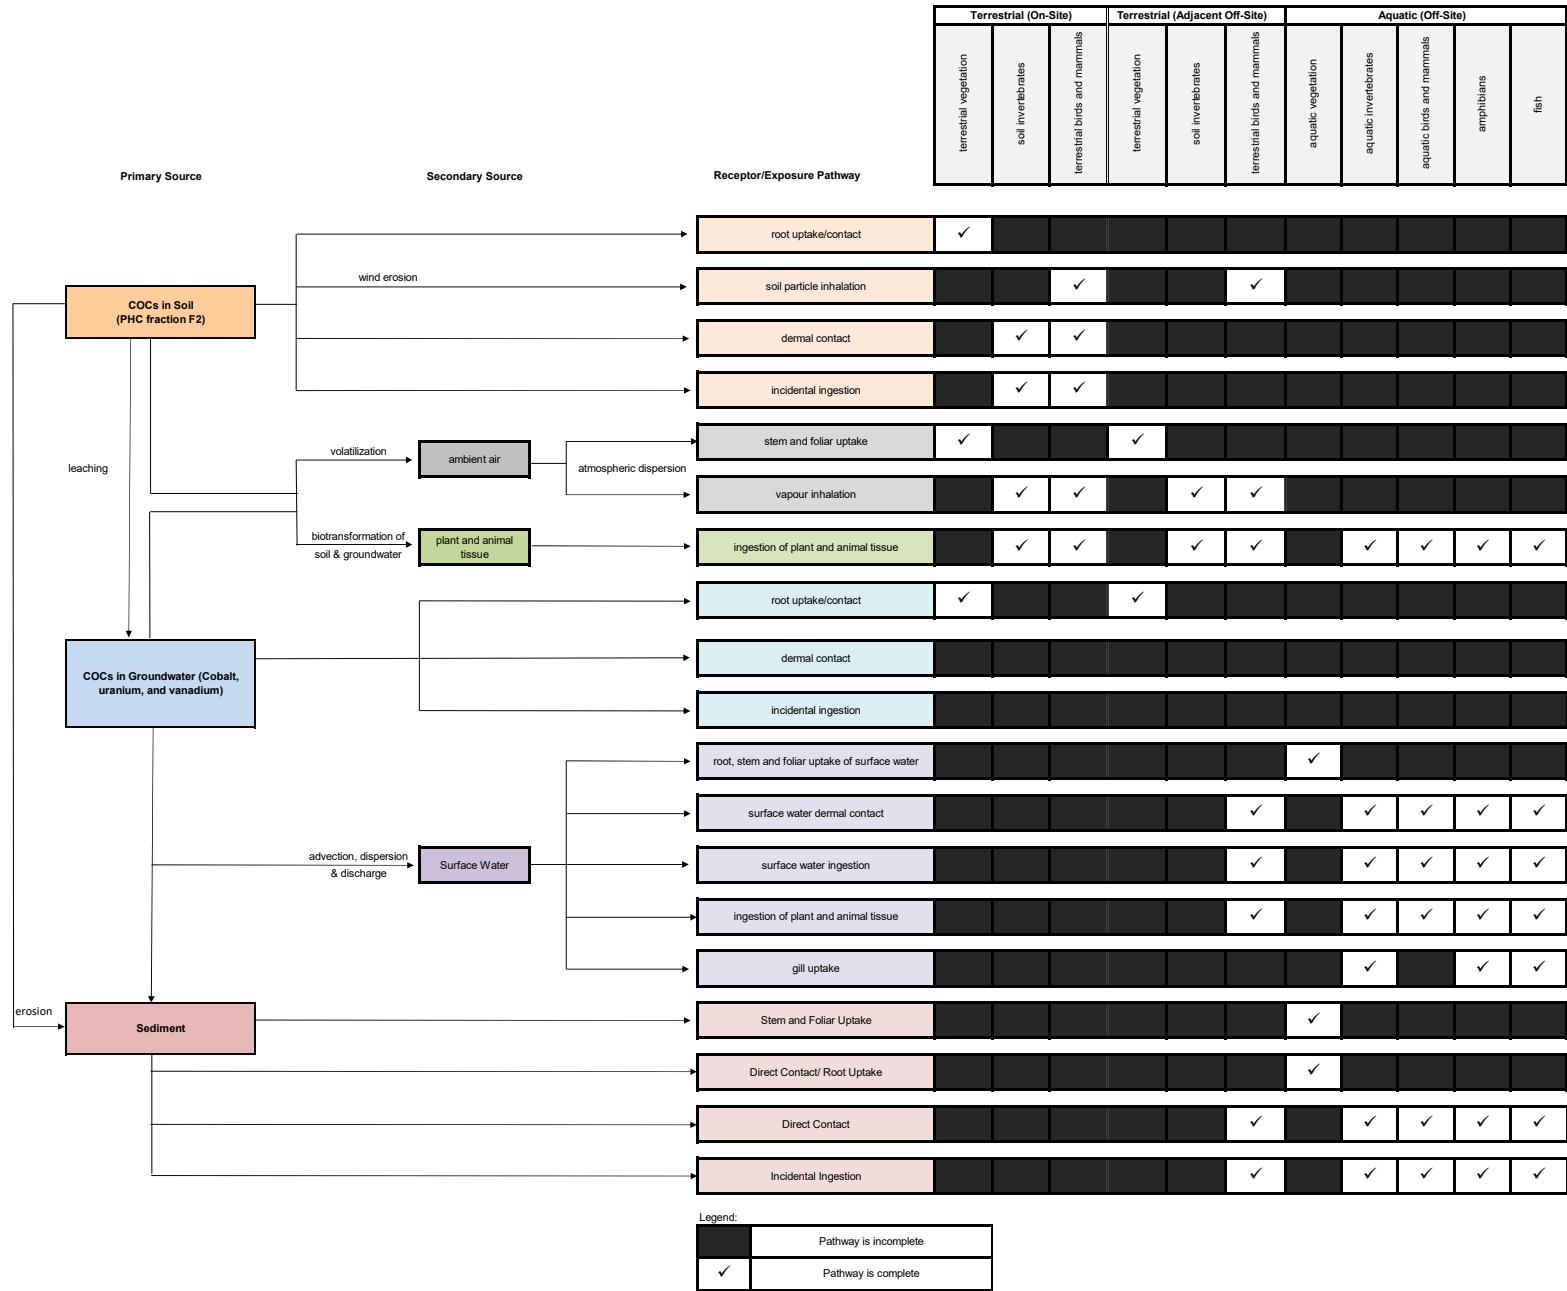 Terrestrial (On-Site)
Terrestrial (Adjacent Off-Site)
Aquatic (Off-Site)
terrestrial vegetation
soil invertebrates
terrestrial birds and mammals
terrestrial vegetation
soil invertebrates
terrestrial birds and mammals
aquatic vegetation
aquatic invertebrates
aquatic birds and mammals
amphibians
fish
Primary Source
Secondary Source
Receptor/Exposure Pathway
root uptake/contact
✓
wind erosion
soil particle inhalation
✓ ✓
COCs in Soil
(PHC fraction F2)
dermal contact
✓ ✓
incidental ingestion
✓ ✓
leaching
volatilization
ambient air
atmospheric dispersion
stem and foliar uptake
✓ ✓
vapour inhalation
✓ ✓ ✓ ✓
biotransformation of
soil & groundwater
plant and animal
tissue
ingestion of plant and animal tissue
✓ ✓ ✓ ✓ ✓ ✓ ✓ ✓
root uptake/contact
✓ ✓
COCs in Groundwater (Cobalt,
uranium, and vanadium)
dermal contact
incidental ingestion
root, stem and foliar uptake of surface water
✓
surface water dermal contact
✓ ✓ ✓ ✓ ✓
advection, dispersion
& discharge
Surface Water
surface water ingestion
✓ ✓ ✓ ✓ ✓
ingestion of plant and animal tissue
✓ ✓ ✓ ✓ ✓
gill uptake
✓ ✓ ✓
erosion
Sediment
Stem and Foliar Uptake
✓
Direct Contact/ Root Uptake
✓
Direct Contact
✓ ✓ ✓ ✓ ✓
Incidental Ingestion
✓ ✓ ✓ ✓ ✓
Legend:
Pathway is incomplete
✓ Pathway is complete